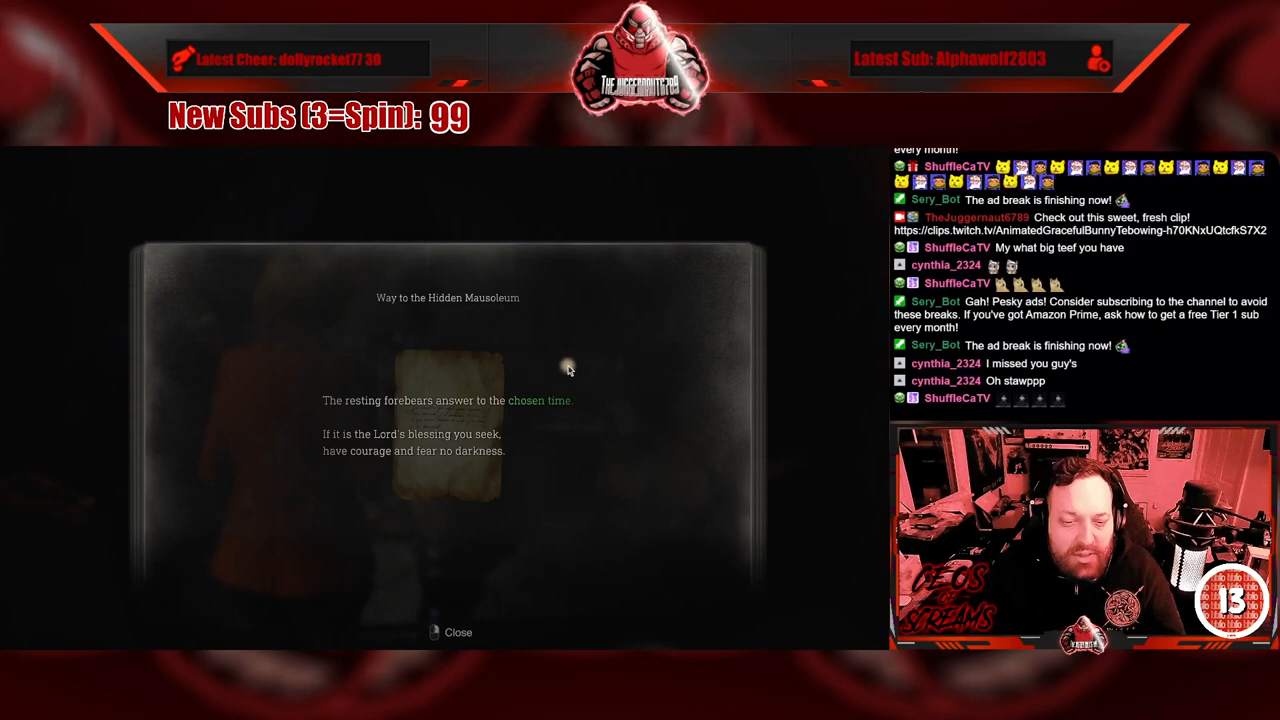 Latest Cheer: dollyrocket77 30
THEJUGGERNAUT6789
Latest Sub: Alphawolf2803
New Subs (3=Spin): 99
every month!
ShuffleCaTV
Sery_Bot The ad break is finishing now!
TheJuggernaut6789 Check out this sweet, fresh clip!
https://clips.twitch.tv/AnimatedGracefulBunnyTebowing-h70KNxUQtcfkS7X2
ShuffleCaTV My what big teef you have
cynthia_2324
ShuffleCaTV
Sery_Bot Gah! Pesky ads! Consider subscribing to the channel to avoid
these breaks. If you've got Amazon Prime, ask how to get a free Tier 1 sub
every month!
Sery_Bot The ad break is finishing now!
cynthia_2324 I missed you guy's
cynthia_2324 Oh stawppp
ShuffleCaTV
Way to the Hidden Mausoleum
The resting forebears answer to the chosen time.
If it is the Lord's blessing you seek,
have courage and fear no darkness.
Close
CEOS
OF
SCREAMS
13